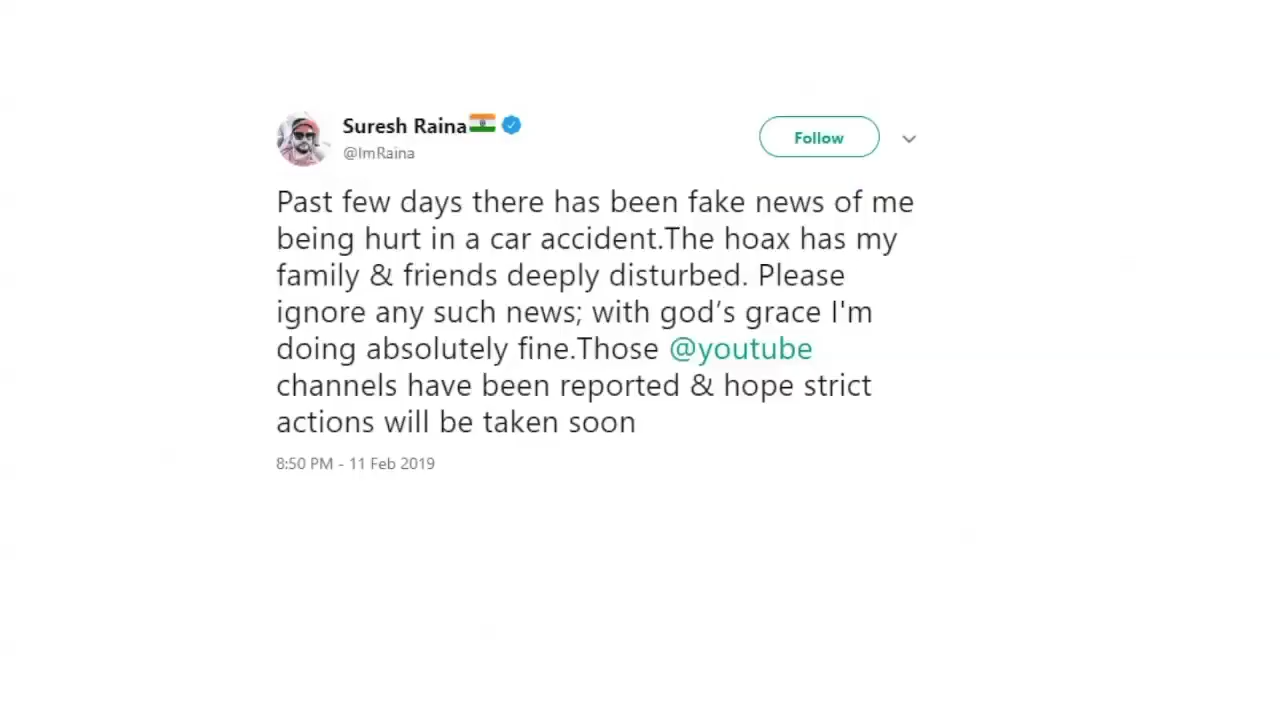 Suresh Raina
@ImRaina
Follow
Past few days there has been fake news of me
being hurt in a car accident.The hoax has my
family & friends deeply disturbed. Please
ignore any such news; with god’s grace I'm
doing absolutely fine.Those @youtube
channels have been reported & hope strict
actions will be taken soon
8:50 PM - 11 Feb 2019